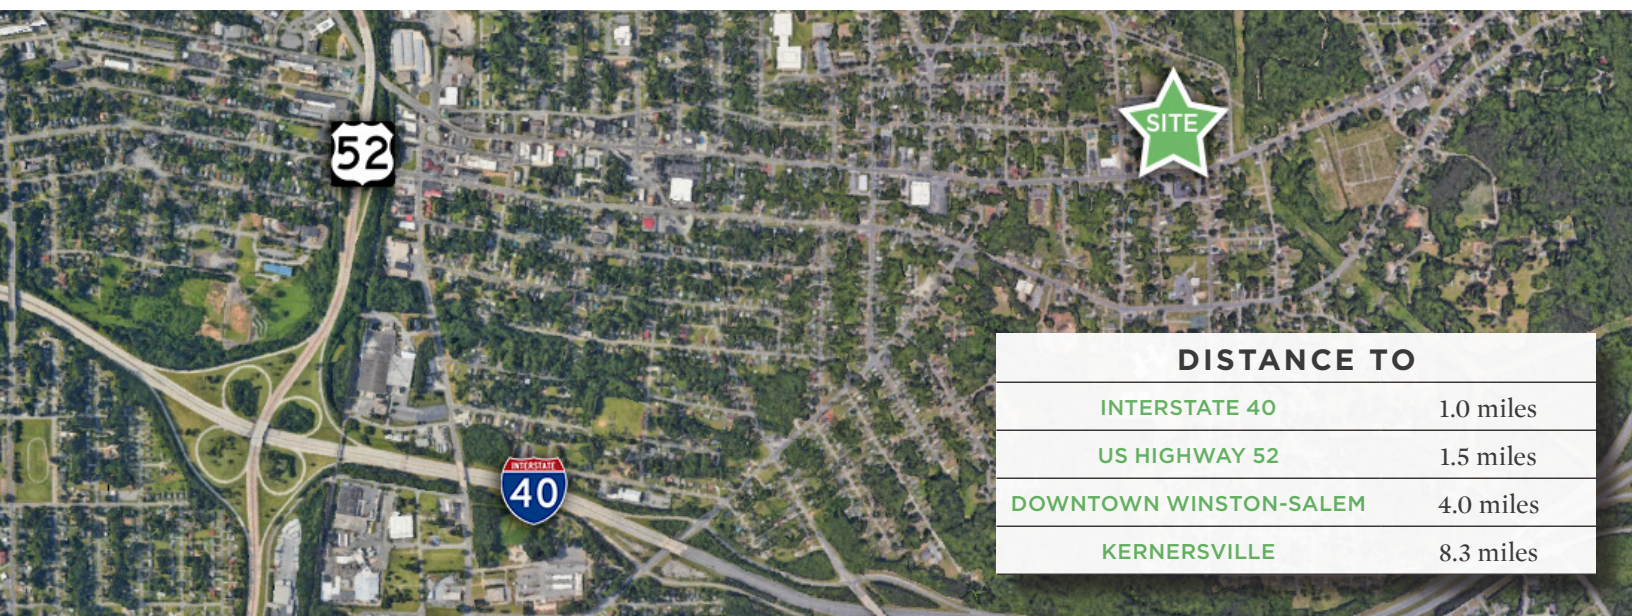 SITE
52
INTERSTATE
40
DISTANCE TO
INTERSTATE 40 1.0 miles
US HIGHWAY 52 1.5 miles
DOWNTOWN WINSTON-SALEM 4.0 miles
KERNERSVILLE 8.3 miles